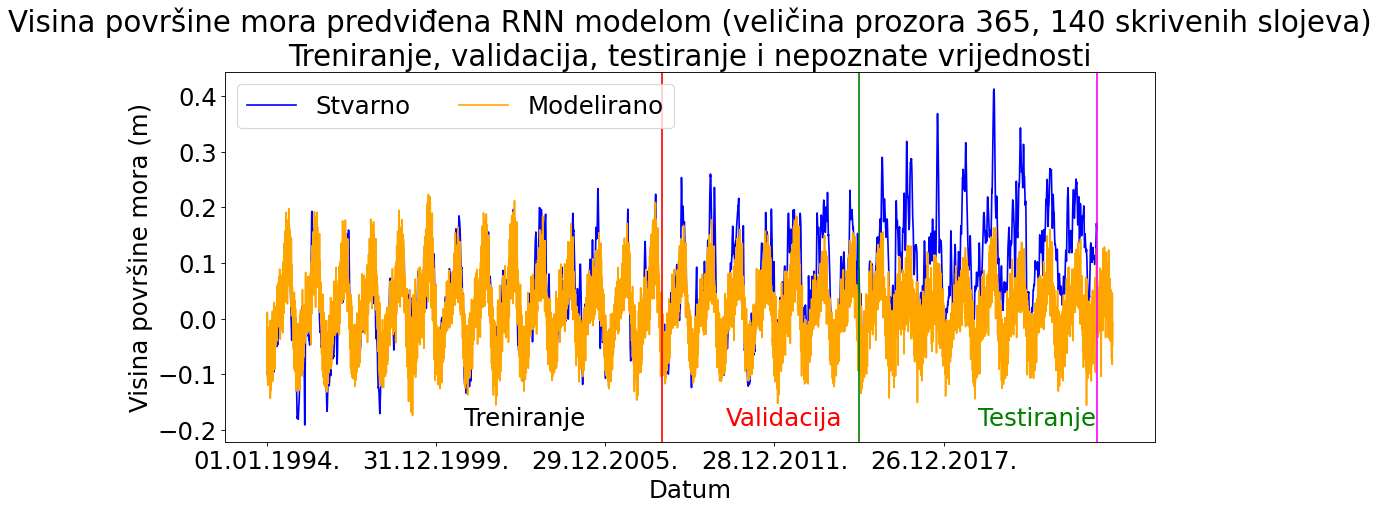 Visina površine mora predviđena RNN modelom (veličina prozora 365, 140 skrivenih slojeva)
Treniranje, validacija, testiranje i nepoznate vrijednosti
Stvarno Modelirano
Visina površine mora (m)
0.4
0.3
0.2
0.1
0.0
−0.1
−0.2
Treniranje Validacija Testiranje
01.01.1994. 31.12.1999. 29.12.2005. 28.12.2011. 26.12.2017.
Datum